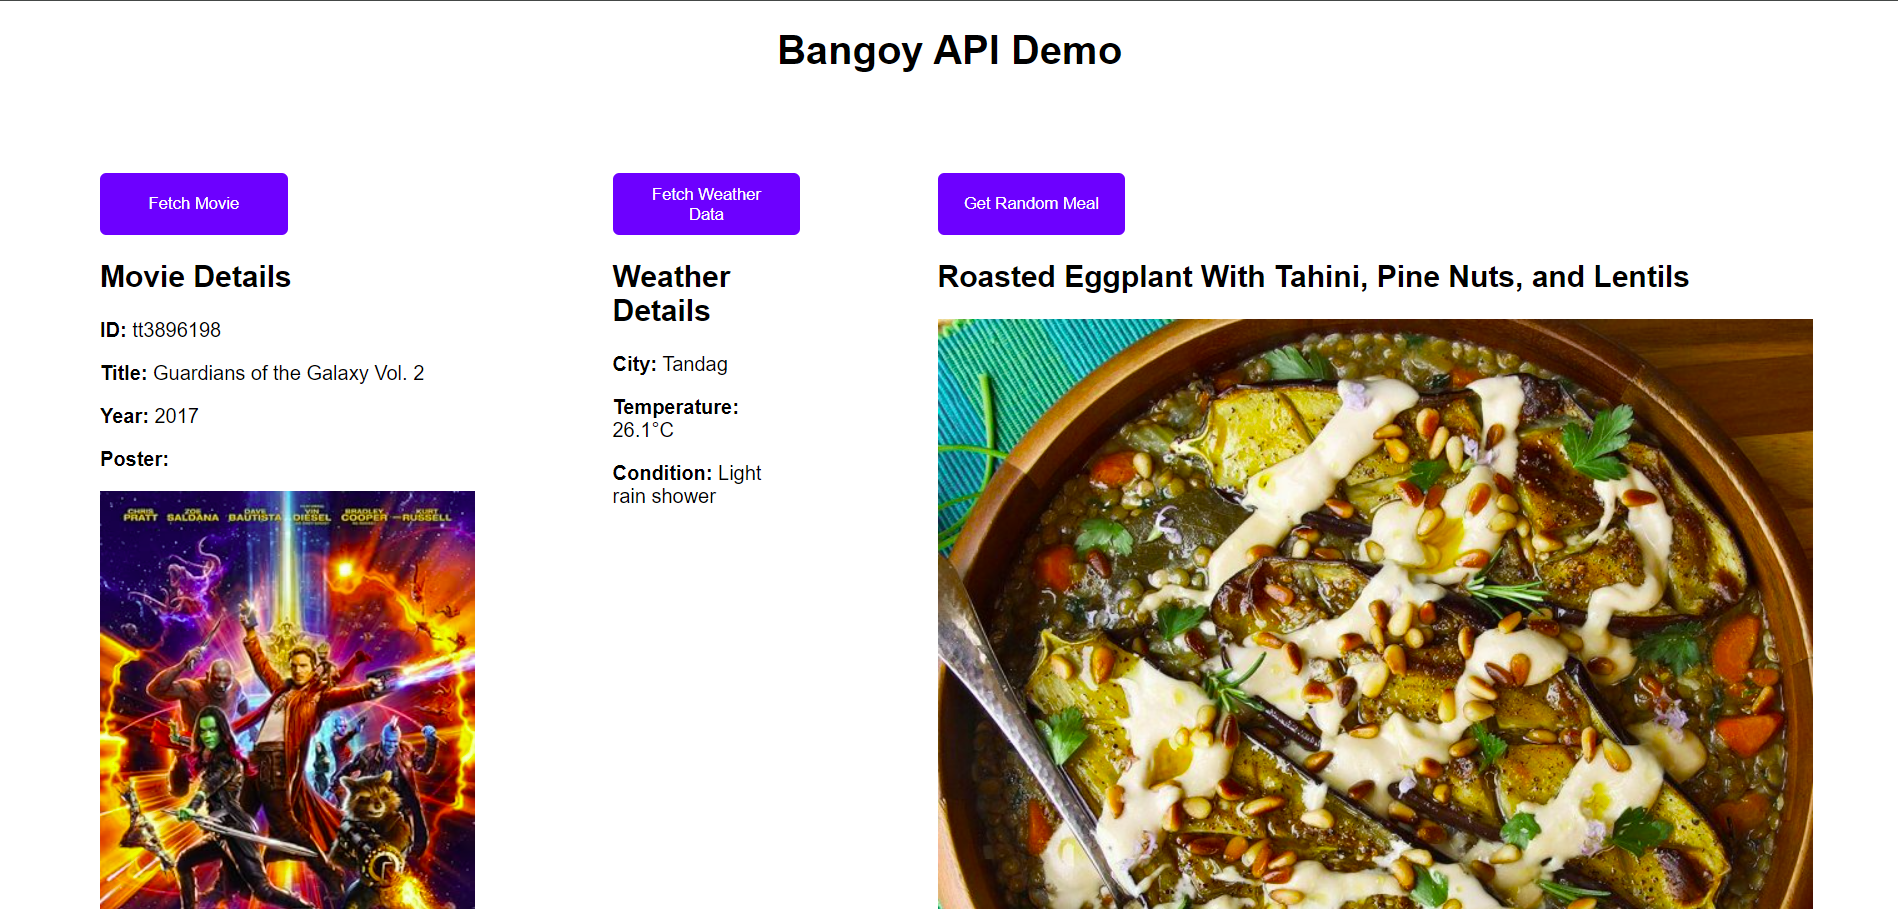 Bangoy API Demo
Fetch Movie
Movie Details
ID: tt3896198
Title: Guardians of the Galaxy Vol. 2
Year: 2017
Poster:
CHRIS PRATT ZOE SALDANA DAVE BAUTISTA VIN DIESEL BRADLEY COOPER KURT RUSSELL
Fetch Weather
Data
Weather
Details
City: Tandag
Temperature:
26.1°C
Condition: Light
rain shower
Get Random Meal
Roasted Eggplant With Tahini, Pine Nuts, and Lentils